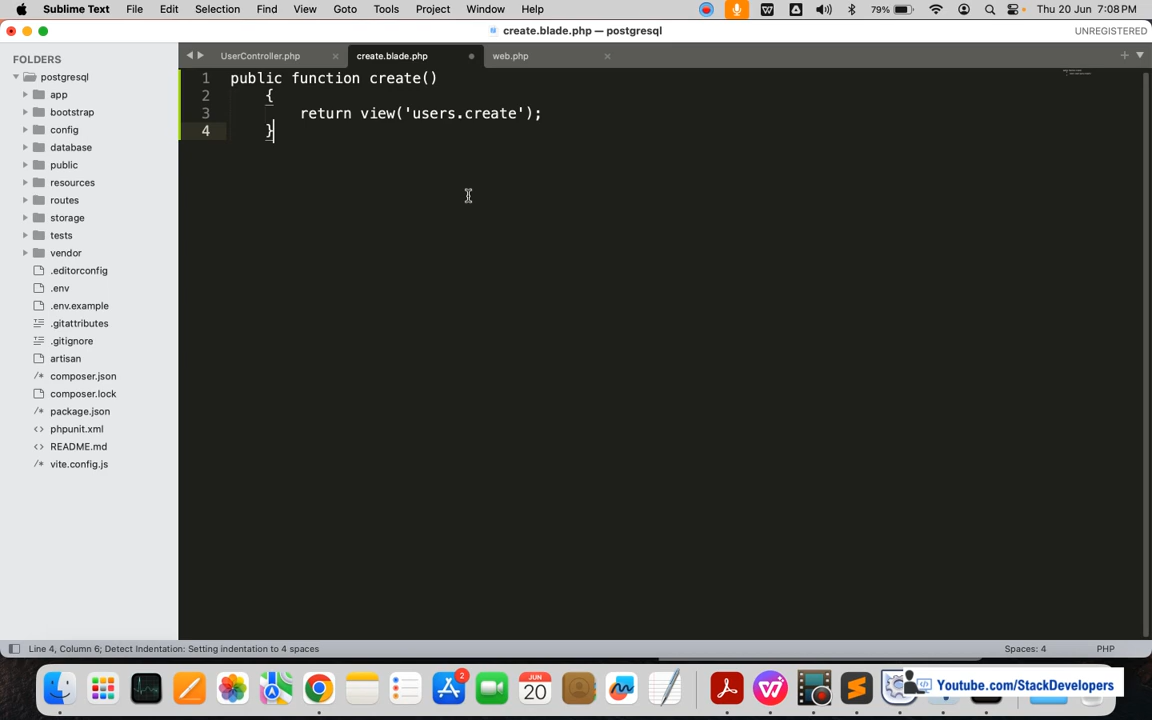 Sublime Text File Edit Selection Find View Goto Tools Project Window Help 79% Thu 20 Jun 7:08 PM
create.blade.php — postgresql UNREGISTERED
FOLDERS
postgresql
app
bootstrap
config
database
public
resources
routes
storage
tests
vendor
.editorconfig
.env
.env.example
.gitattributes
.gitignore
artisan
composer.json
composer.lock
package.json
phpunit.xml
README.md
vite.config.js
UserController.php create.blade.php web.php
1 public function create()
2 {
3 return view('users.create');
4 }
Line 4, Column 6; Detect Indentation: Setting indentation to 4 spaces Spaces: 4 PHP
2
JUN
20
Youtube.com/StackDevelopers